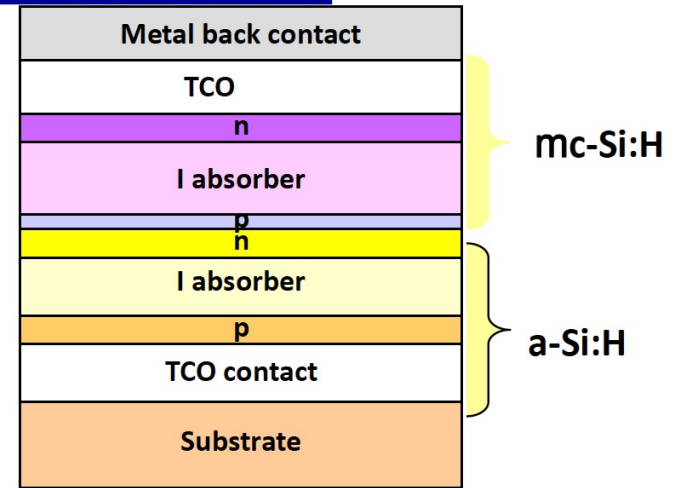 Metal back contact
TCO
n
I absorber
p
n
I absorber
p
TCO contact
Substrate
mc-Si:H
a-Si:H